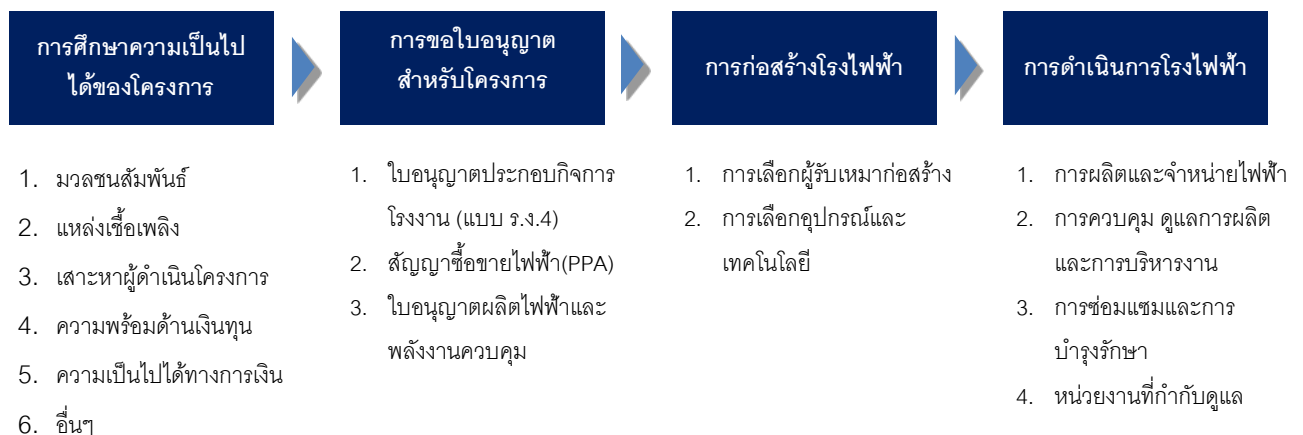 การศึกษาความเป็นไป
ได้ของโครงการ
การขอใบอนุญาต
สำหรับโครงการ
การก่อสร้างโรงไฟฟ้า
การดำเนินการโรงไฟฟ้า
1. มวลชนสัมพันธ์
2. แหล่งเชื้อเพลิง
3. เสาะหาผู้ดำเนินโครงการ
4. ความพร้อมด้านเงินทุน
5. ความเป็นไปได้ทางการเงิน
6. อื่นๆ
1. ใบอนุญาตประกอบกิจการ
โรงงาน (แบบ ร.ง.4)
2. สัญญาซื้อขายไฟฟ้า(PPA)
3. ใบอนุญาตผลิตไฟฟ้าและ
พลังงานควบคุม
1. การเลือกผู้รับเหมาก่อสร้าง
2. การเลือกอุปกรณ์และ
เทคโนโลยี
1. การผลิตและจำหน่ายไฟฟ้า
2. การควบคุม ดูแลการผลิต
และการบริหารงาน
3. การซ่อมแซมและการ
บำรุงรักษา
4. หน่วยงานที่กำกับดูแล